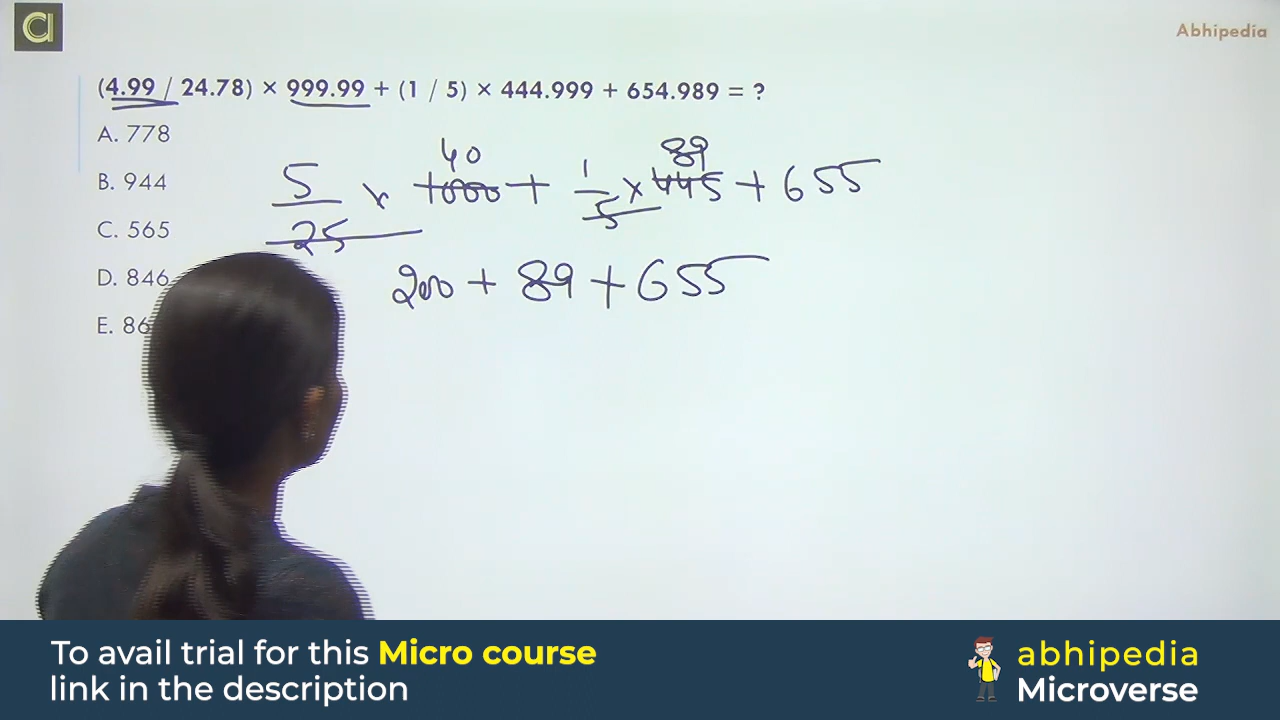 Abhipedia
(4.99 / 24.78) × 999.99 + (1 / 5) × 444.999 + 654.989 = ?
A. 778
B. 944
C. 565
D. 846
E. 86
40
89
5/25 × 1000 + 1/5 × 445 + 655
200 + 89 + 655
To avail trial for this Micro course
link in the description
abhipedia
Microverse